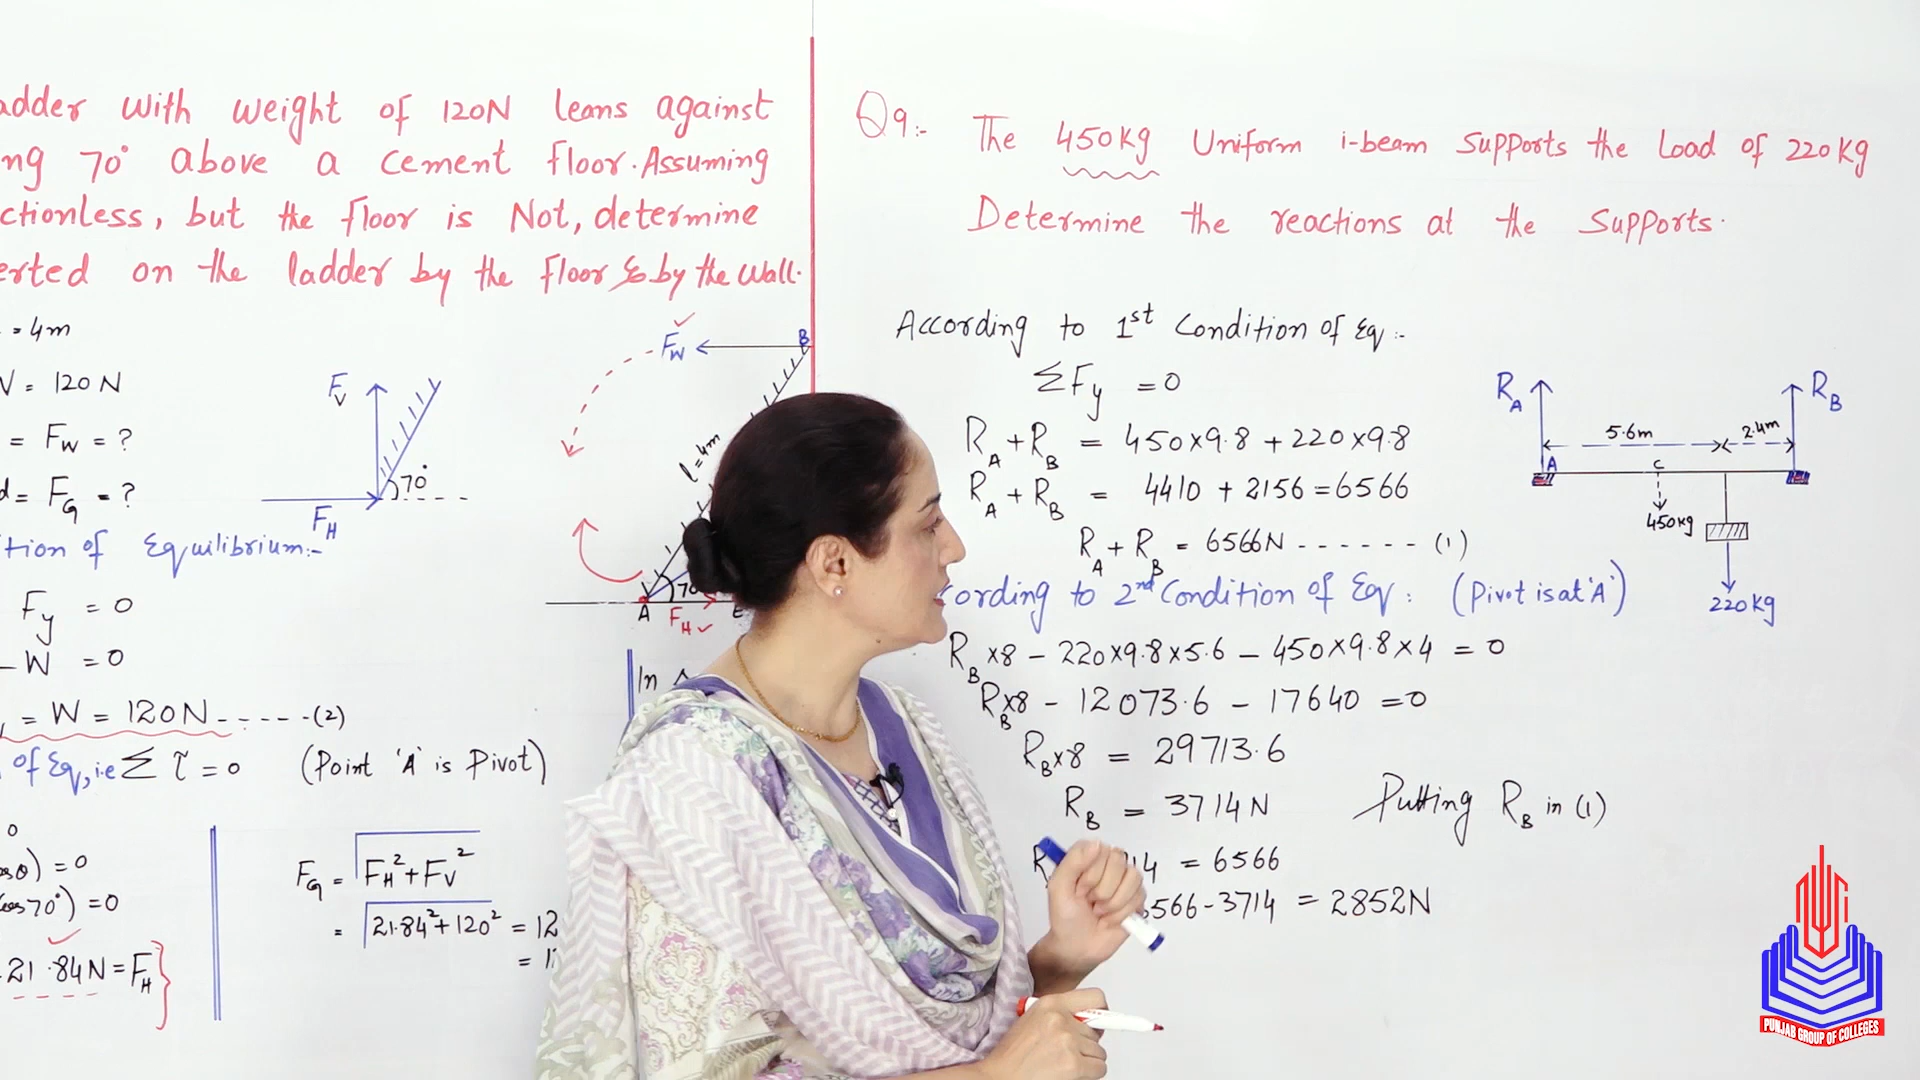 adder with weight of 120N leans against
ng 70° above a cement floor. Assuming
ctionless, but the floor is Not, determine
erted on the ladder by the floor & by the wall.
= 4m
V = 120 N
= Fw = ?
d = FG = ?
FV
70°
FH
ition of Equilibrium:-
Fy = 0
- W = 0
= W = 120N - - - - - (2)
of Eq, i.e Σ τ = 0 (Point 'A' is Pivot)
0
cosθ) = 0
cos70°) = 0
21.84N = FH
FG = √FH² + FV²
= √21.84² + 120² = 12
= 1
Fw
B
l = 4m
70
A
FH
In
Q9:- The 450kg Uniform i-beam supports the load of 220kg
Determine the reactions at the supports.
According to 1st Condition of Eq:-
ΣFy = 0
RA + RB = 450×9.8 + 220×9.8
RA + RB = 4410 + 2156 = 6566
RA + RB = 6566N - - - - - - (1)
cording to 2nd Condition of Eq: (Pivot is at 'A')
RB×8 - 220×9.8×5.6 - 450×9.8×4 = 0
RB×8 - 12073.6 - 17640 = 0
RB×8 = 29713.6
RB = 3714N Putting RB in (1)
14 = 6566
6566-3714 = 2852N
RA
RB
5.6m
2.4m
A
C
450kg
220kg
PUNJAB GROUP OF COLLEGES